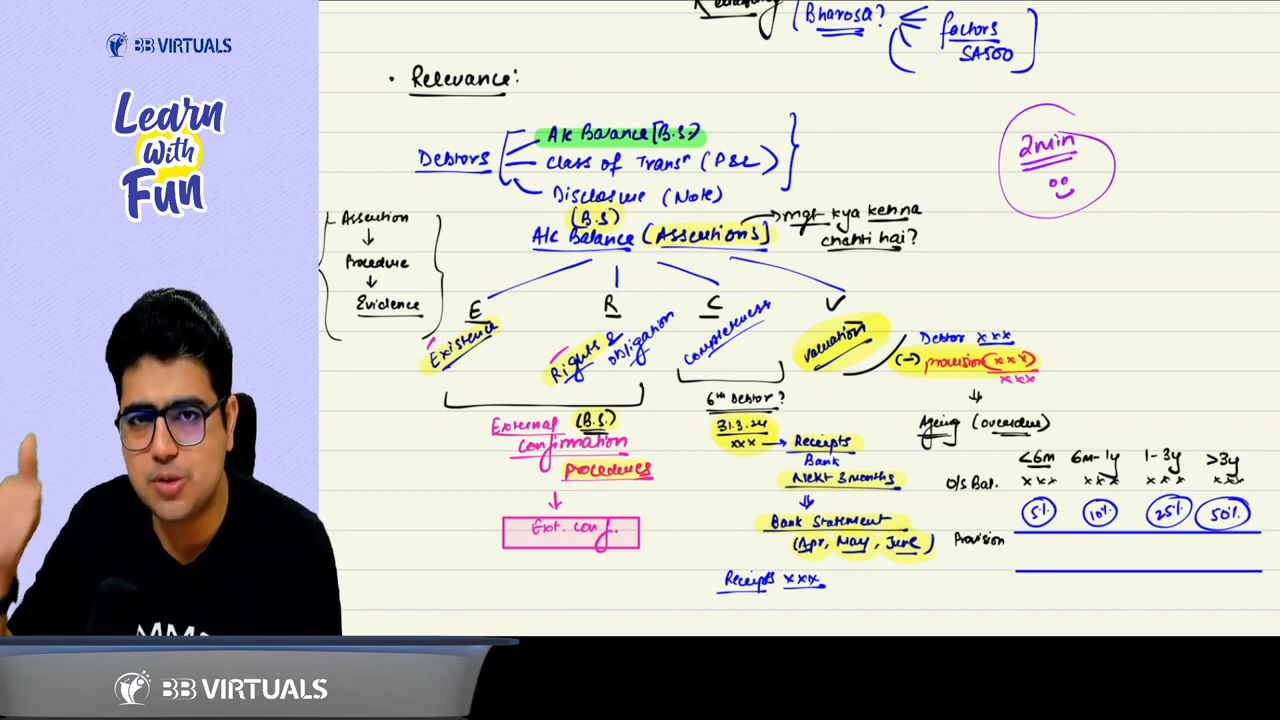 BB VIRTUALS
Learn
With
Fun
(Bharosa?
factors
SA500
• Relevance:
2min
Debtors
A/c Balance [B.S.)
Class of Transⁿ (P&L)
Disclosure (Note)
(B.S)
A/c Balance (Assertions]
→ mgt kya kehna
chahti hai?
Assertion
↓
Procedure
↓
Evidence
E
R
C
V
Existence
Rights &
obligation
Completeness
Valuation
Debtor xxx
(-) provision (xxx)
xxx
External (B.S.)
Confirmation
procedures
Ext. conf.
6th Debtor?
31.3.24
xxx → Receipts
Bank
Next 3 months
Bank Statement
(Apr, May, June)
Receipts xxx
Ageing (overdue)
<6m 6m-1y 1-3y >3y
O/s Bal. xxx xxx xxx xxx
5% 10% 25% 50%
Provision
BB VIRTUALS